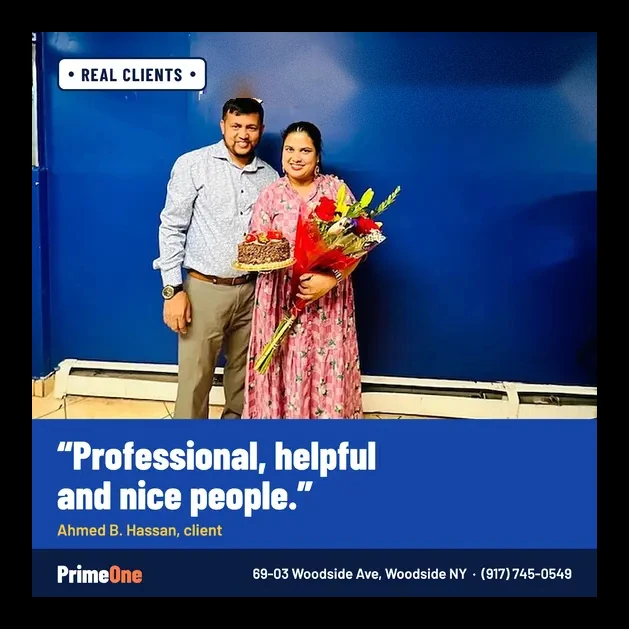 • REAL CLIENTS •
“Professional, helpful
and nice people.”
Ahmed B. Hassan, client
PrimeOne
69-03 Woodside Ave, Woodside NY · (917) 745-0549